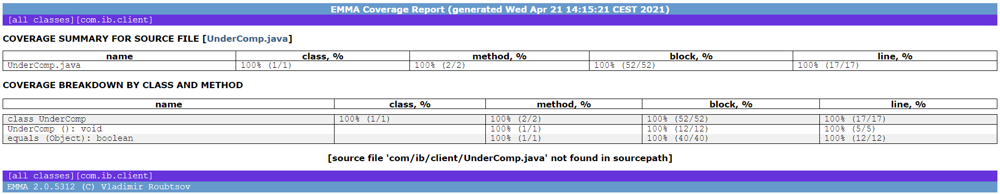 EMMA Coverage Report (generated Wed Apr 21 14:15:21 CEST 2021)
[all classes][com.ib.client]
COVERAGE SUMMARY FOR SOURCE FILE [UnderComp.java]
name class, % method, % block, % line, %
UnderComp.java 100% (1/1) 100% (2/2) 100% (52/52) 100% (17/17)
COVERAGE BREAKDOWN BY CLASS AND METHOD
name class, % method, % block, % line, %
class UnderComp 100% (1/1) 100% (2/2) 100% (52/52) 100% (17/17)
UnderComp (): void 100% (1/1) 100% (12/12) 100% (5/5)
equals (Object): boolean 100% (1/1) 100% (40/40) 100% (12/12)
[source file 'com/ib/client/UnderComp.java' not found in sourcepath]
[all classes][com.ib.client]
EMMA 2.0.5312 (C) Vladimir Roubtsov